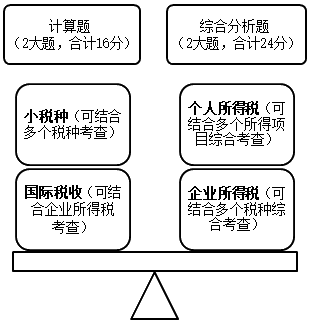 计算题
（2大题，合计16分）
综合分析题
（2大题，合计24分）
小税种（可结合
多个税种考查）
个人所得税（可
结合多个所得项
目综合考查）
国际税收（可结
合企业所得税
考查）
企业所得税（可
结合多个税种综
合考查）